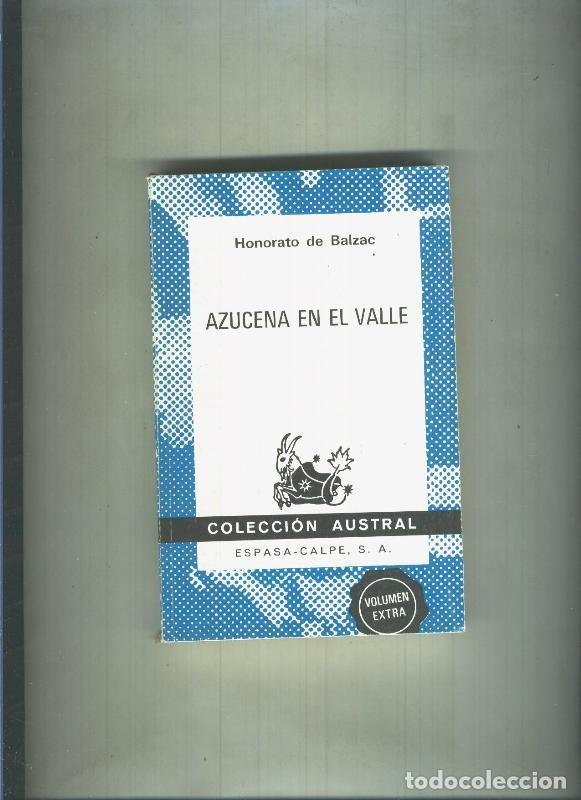 Honorato de Balzac
AZUCENA EN EL VALLE
COLECCIÓN AUSTRAL
ESPASA-CALPE, S. A.
VOLUMEN
EXTRA
todocoleccion